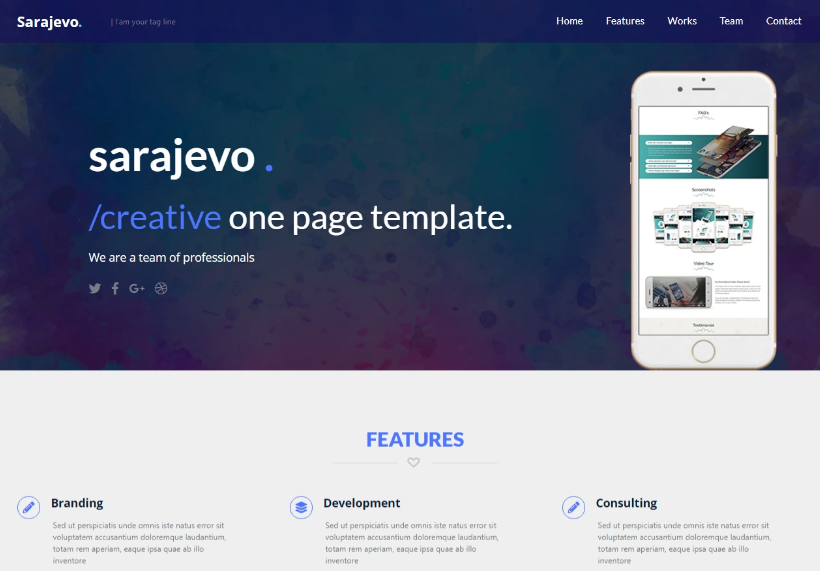 Sarajevo.
| I'am your tag line
Home Features Works Team Contact
sarajevo .
/creative one page template.
We are a team of professionals
G+
FAQ's
Screenshots
Video Tour
Testimonial
FEATURES
Branding
Sed ut perspiciatis unde omnis iste natus error sit
voluptatem accusantium doloremque laudantium,
totam rem aperiam, eaque ipsa quae ab illo
inventore
Development
Sed ut perspiciatis unde omnis iste natus error sit
voluptatem accusantium doloremque laudantium,
totam rem aperiam, eaque ipsa quae ab illo
inventore
Consulting
Sed ut perspiciatis unde omnis iste natus error sit
voluptatem accusantium doloremque laudantium,
totam rem aperiam, eaque ipsa quae ab illo
inventore